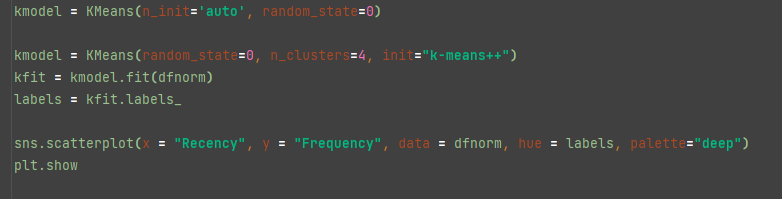 kmodel = KMeans(n_init='auto', random_state=0)
kmodel = KMeans(random_state=0, n_clusters=4, init="k-means++")
kfit = kmodel.fit(dfnorm)
labels = kfit.labels_
sns.scatterplot(x = "Recency", y = "Frequency", data = dfnorm, hue = labels, palette="deep")
plt.show